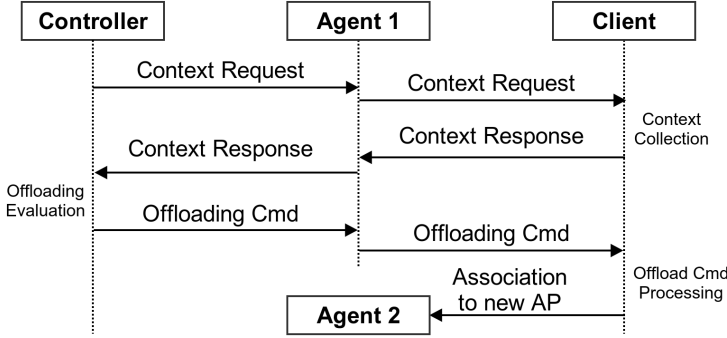 Controller
Agent 1
Client
Context Request
Context Request
Context
Collection
Context Response
Context Response
Offloading
Evaluation
Offloading Cmd
Offloading Cmd
Offload Cmd
Processing
Association
to new AP
Agent 2